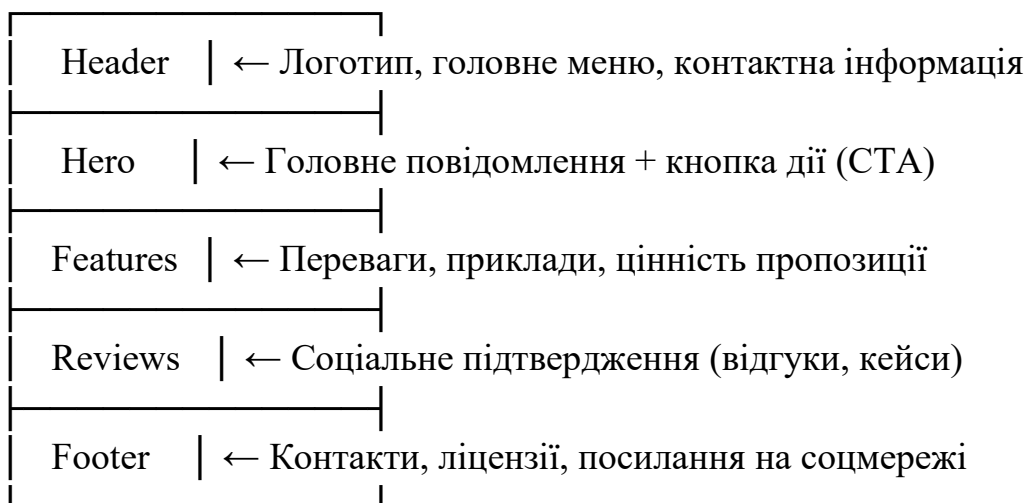 Header ← Логотип, головне меню, контактна інформація
Hero ← Головне повідомлення + кнопка дії (CTA)
Features ← Переваги, приклади, цінність пропозиції
Reviews ← Соціальне підтвердження (відгуки, кейси)
Footer ← Контакти, ліцензії, посилання на соцмережі